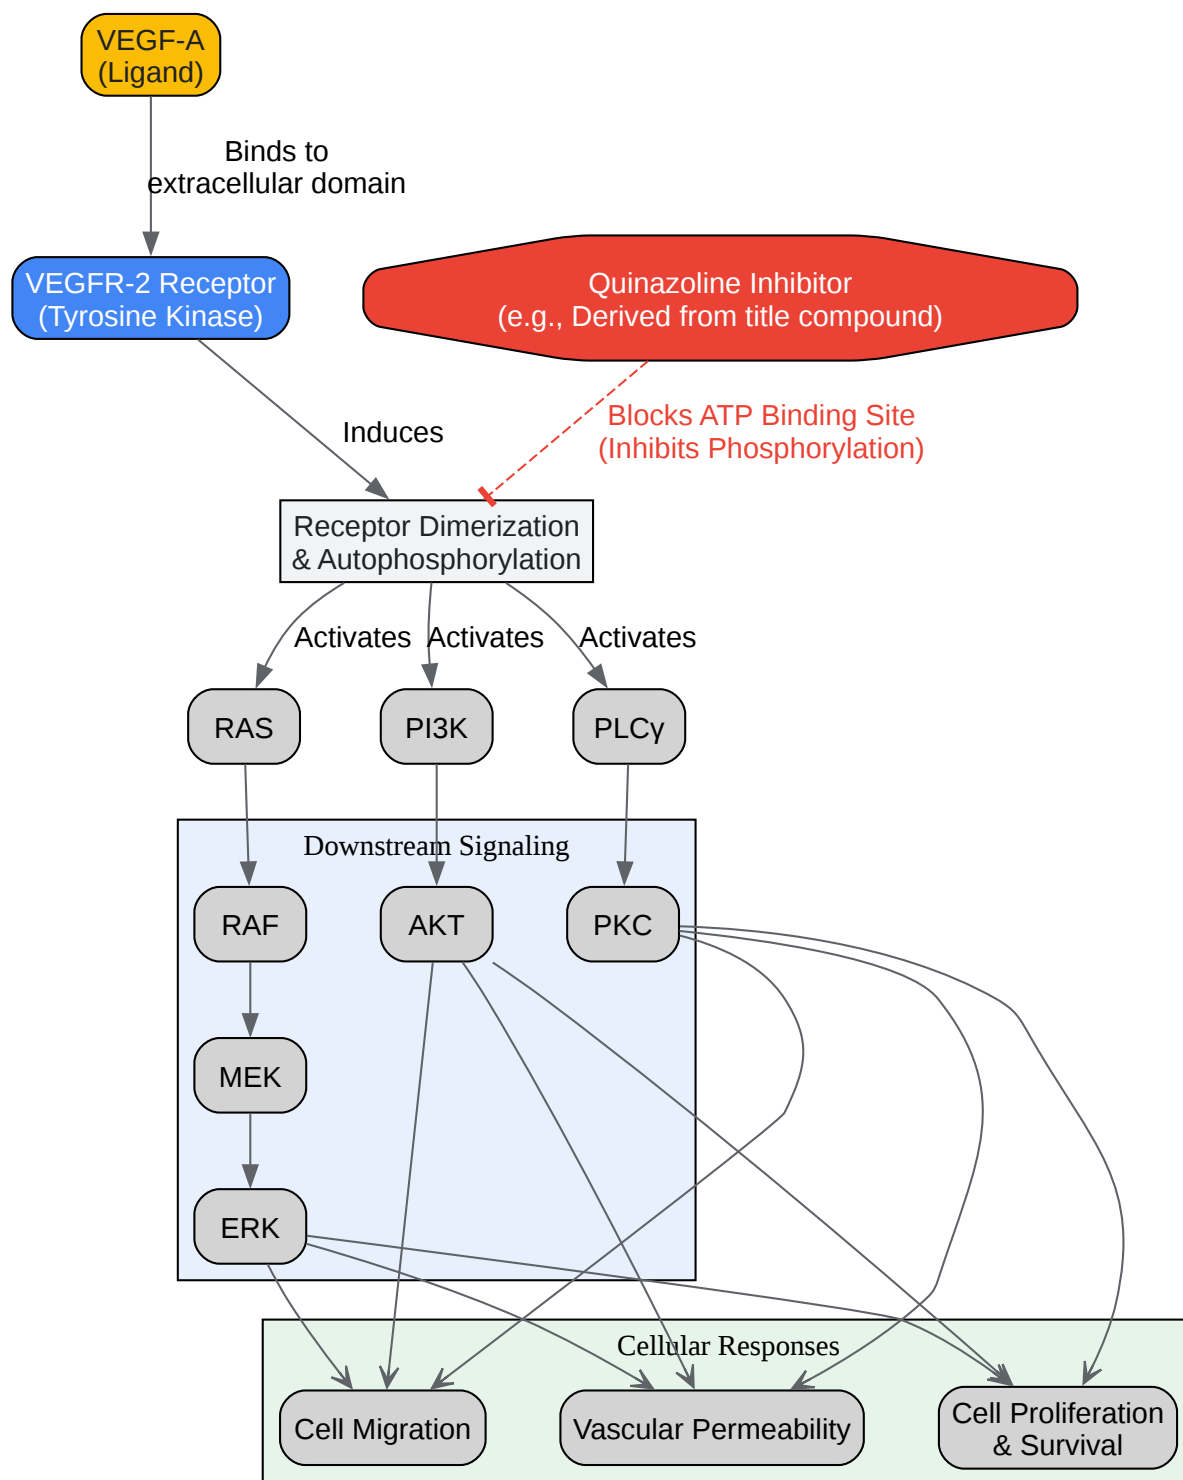 VEGF-A
(Ligand)
Binds to
extracellular domain
VEGFR-2 Receptor
(Tyrosine Kinase)
Quinazoline Inhibitor
(e.g., Derived from title compound)
Induces
Blocks ATP Binding Site
(Inhibits Phosphorylation)
Receptor Dimerization
& Autophosphorylation
Activates
Activates
Activates
RAS
PI3K
PLCγ
Downstream Signaling
RAF
AKT
PKC
MEK
ERK
Cellular Responses
Cell Migration
Vascular Permeability
Cell Proliferation
& Survival